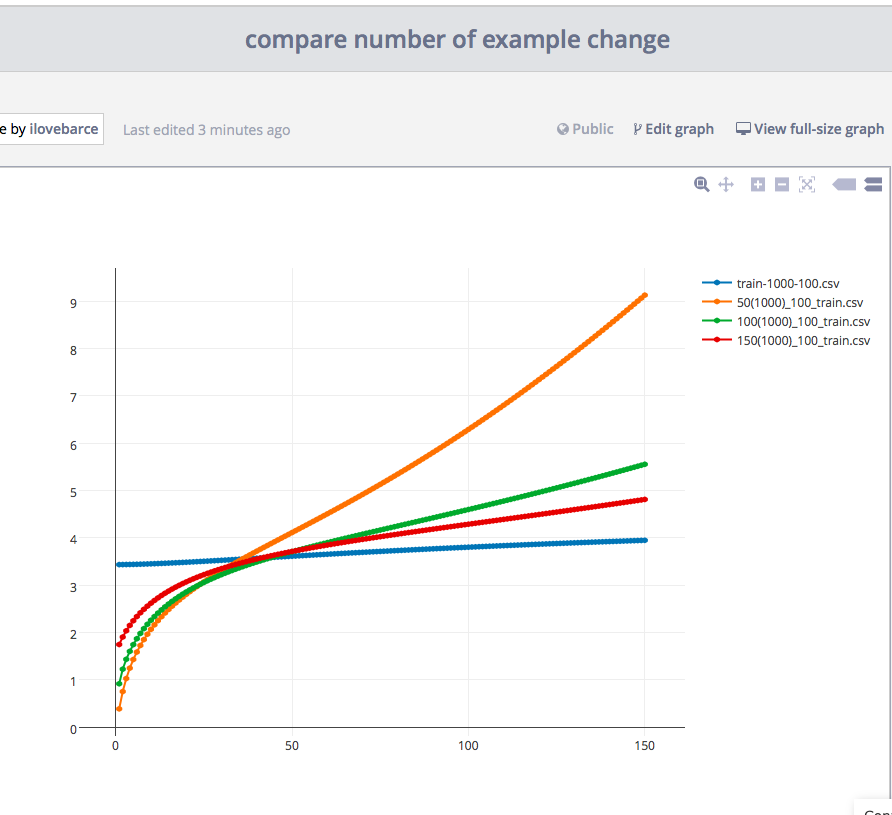 compare number of example change
e by ilovebarce
Last edited 3 minutes ago
Public
Edit graph
View full-size graph
train-1000-100.csv
50(1000)_100_train.csv
100(1000)_100_train.csv
150(1000)_100_train.csv
9
8
7
6
5
4
3
2
1
0
0 50 100 150